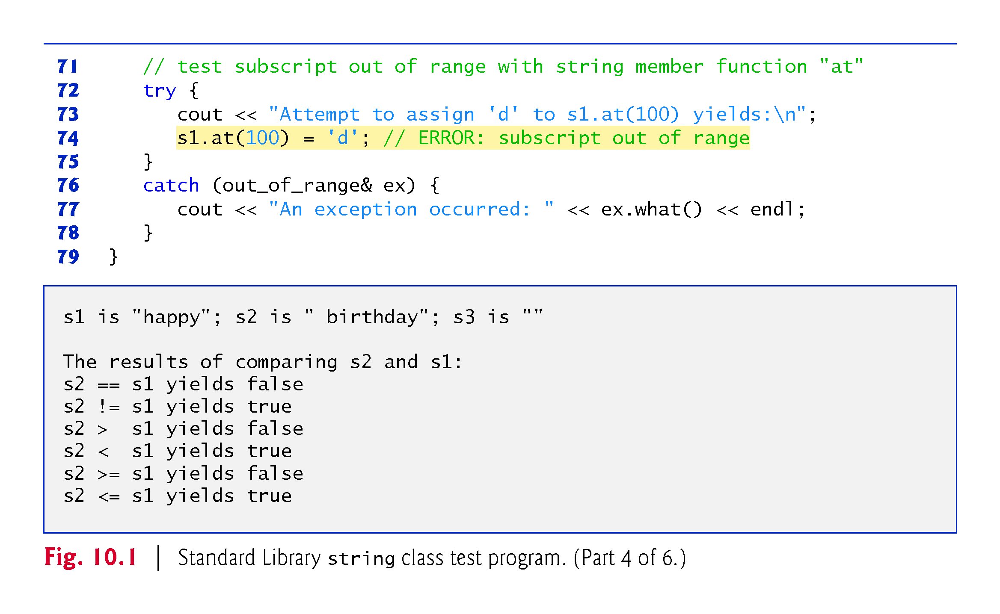 71 // test subscript out of range with string member function "at"
72 try {
73 cout << "Attempt to assign 'd' to s1.at(100) yields:\n";
74 s1.at(100) = 'd'; // ERROR: subscript out of range
75 }
76 catch (out_of_range& ex) {
77 cout << "An exception occurred: " << ex.what() << endl;
78 }
79 }
s1 is "happy"; s2 is " birthday"; s3 is ""
The results of comparing s2 and s1:
s2 == s1 yields false
s2 != s1 yields true
s2 >  s1 yields false
s2 <  s1 yields true
s2 >= s1 yields false
s2 <= s1 yields true
Fig. 10.1 | Standard Library string class test program. (Part 4 of 6.)